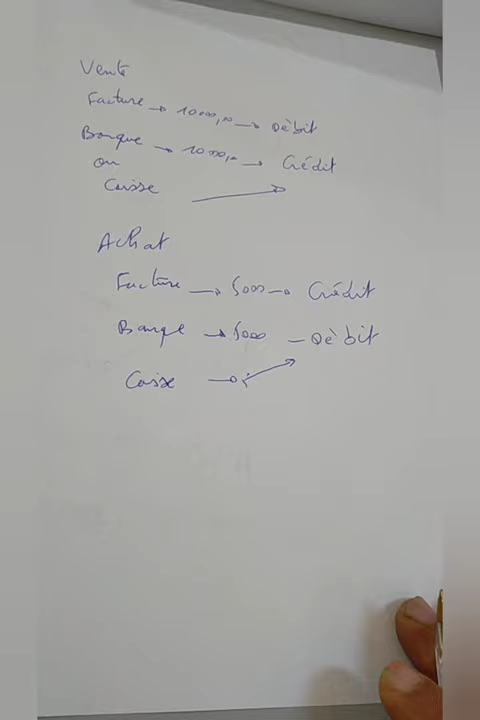 Vente
Facture → 10000,00 → Débit
Banque → 10000,00 → Crédit
ou
Caisse →
Achat
Facture → 5000 → Crédit
Banque → 5000 – Débit
Caisse → →